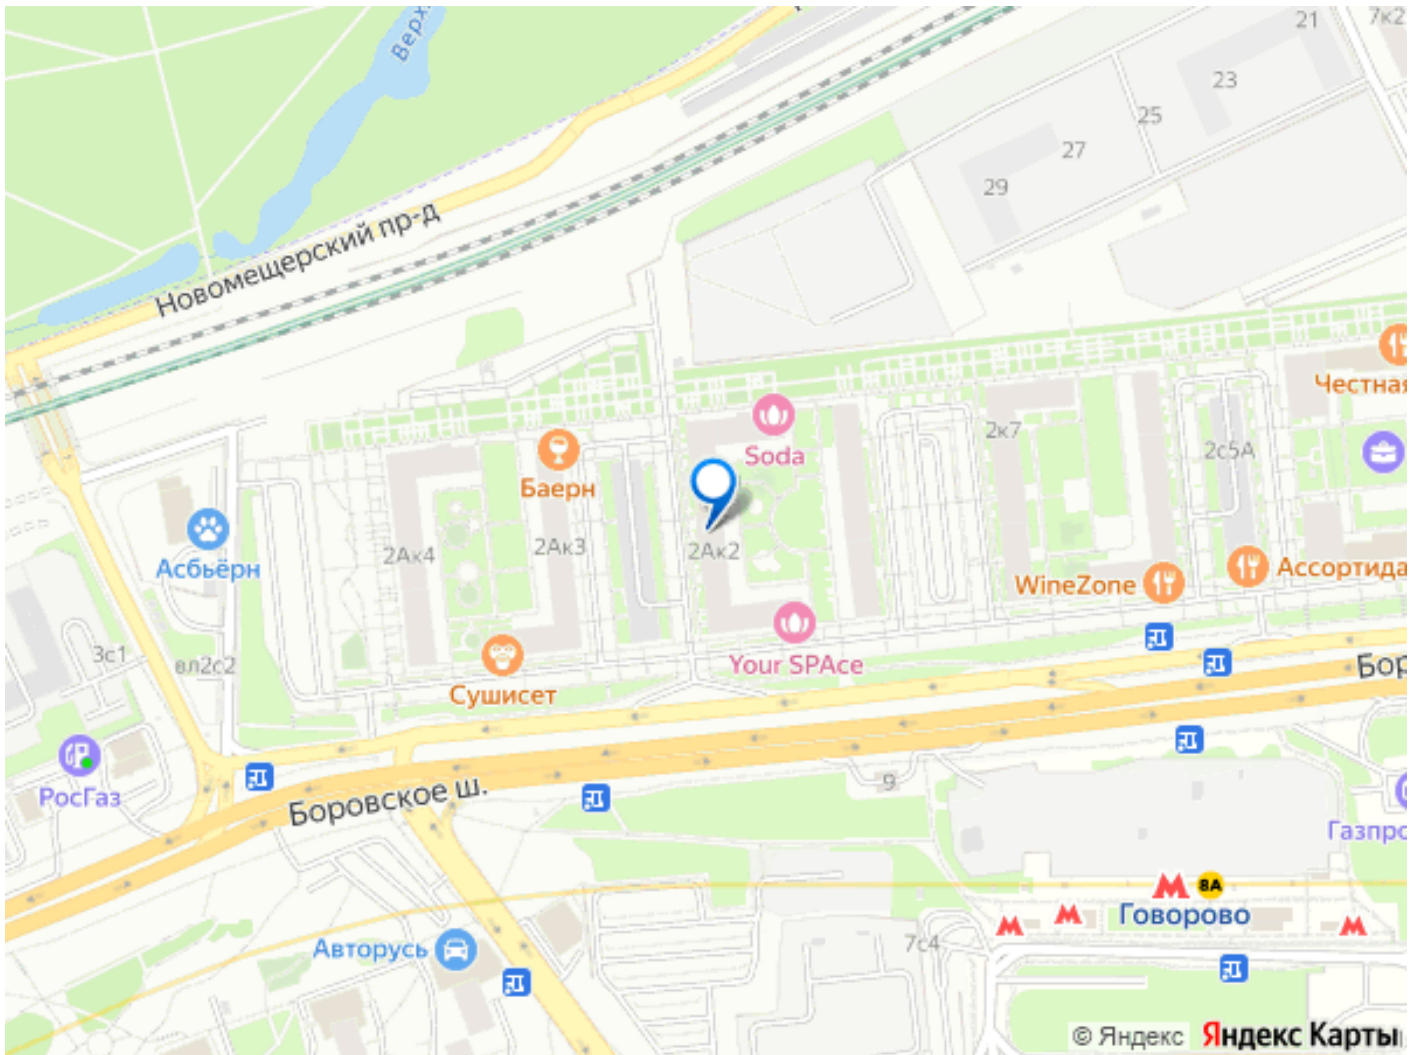 21
7к2
Верх
23
25
27
29
Новомещерский пр-д
Честная
Soda
2к7
2с5А
Баерн
2Ак4
2Ак3
2Ак2
Асбьёрн
WineZone
Ассортида
3с1
вл2с2
Your SPAce
Сушисет
Бор
РосГаз
Боровское ш.
9
Газпро
8А
Говорово
Авторусь
7с4
© Яндекс Яндекс Карты